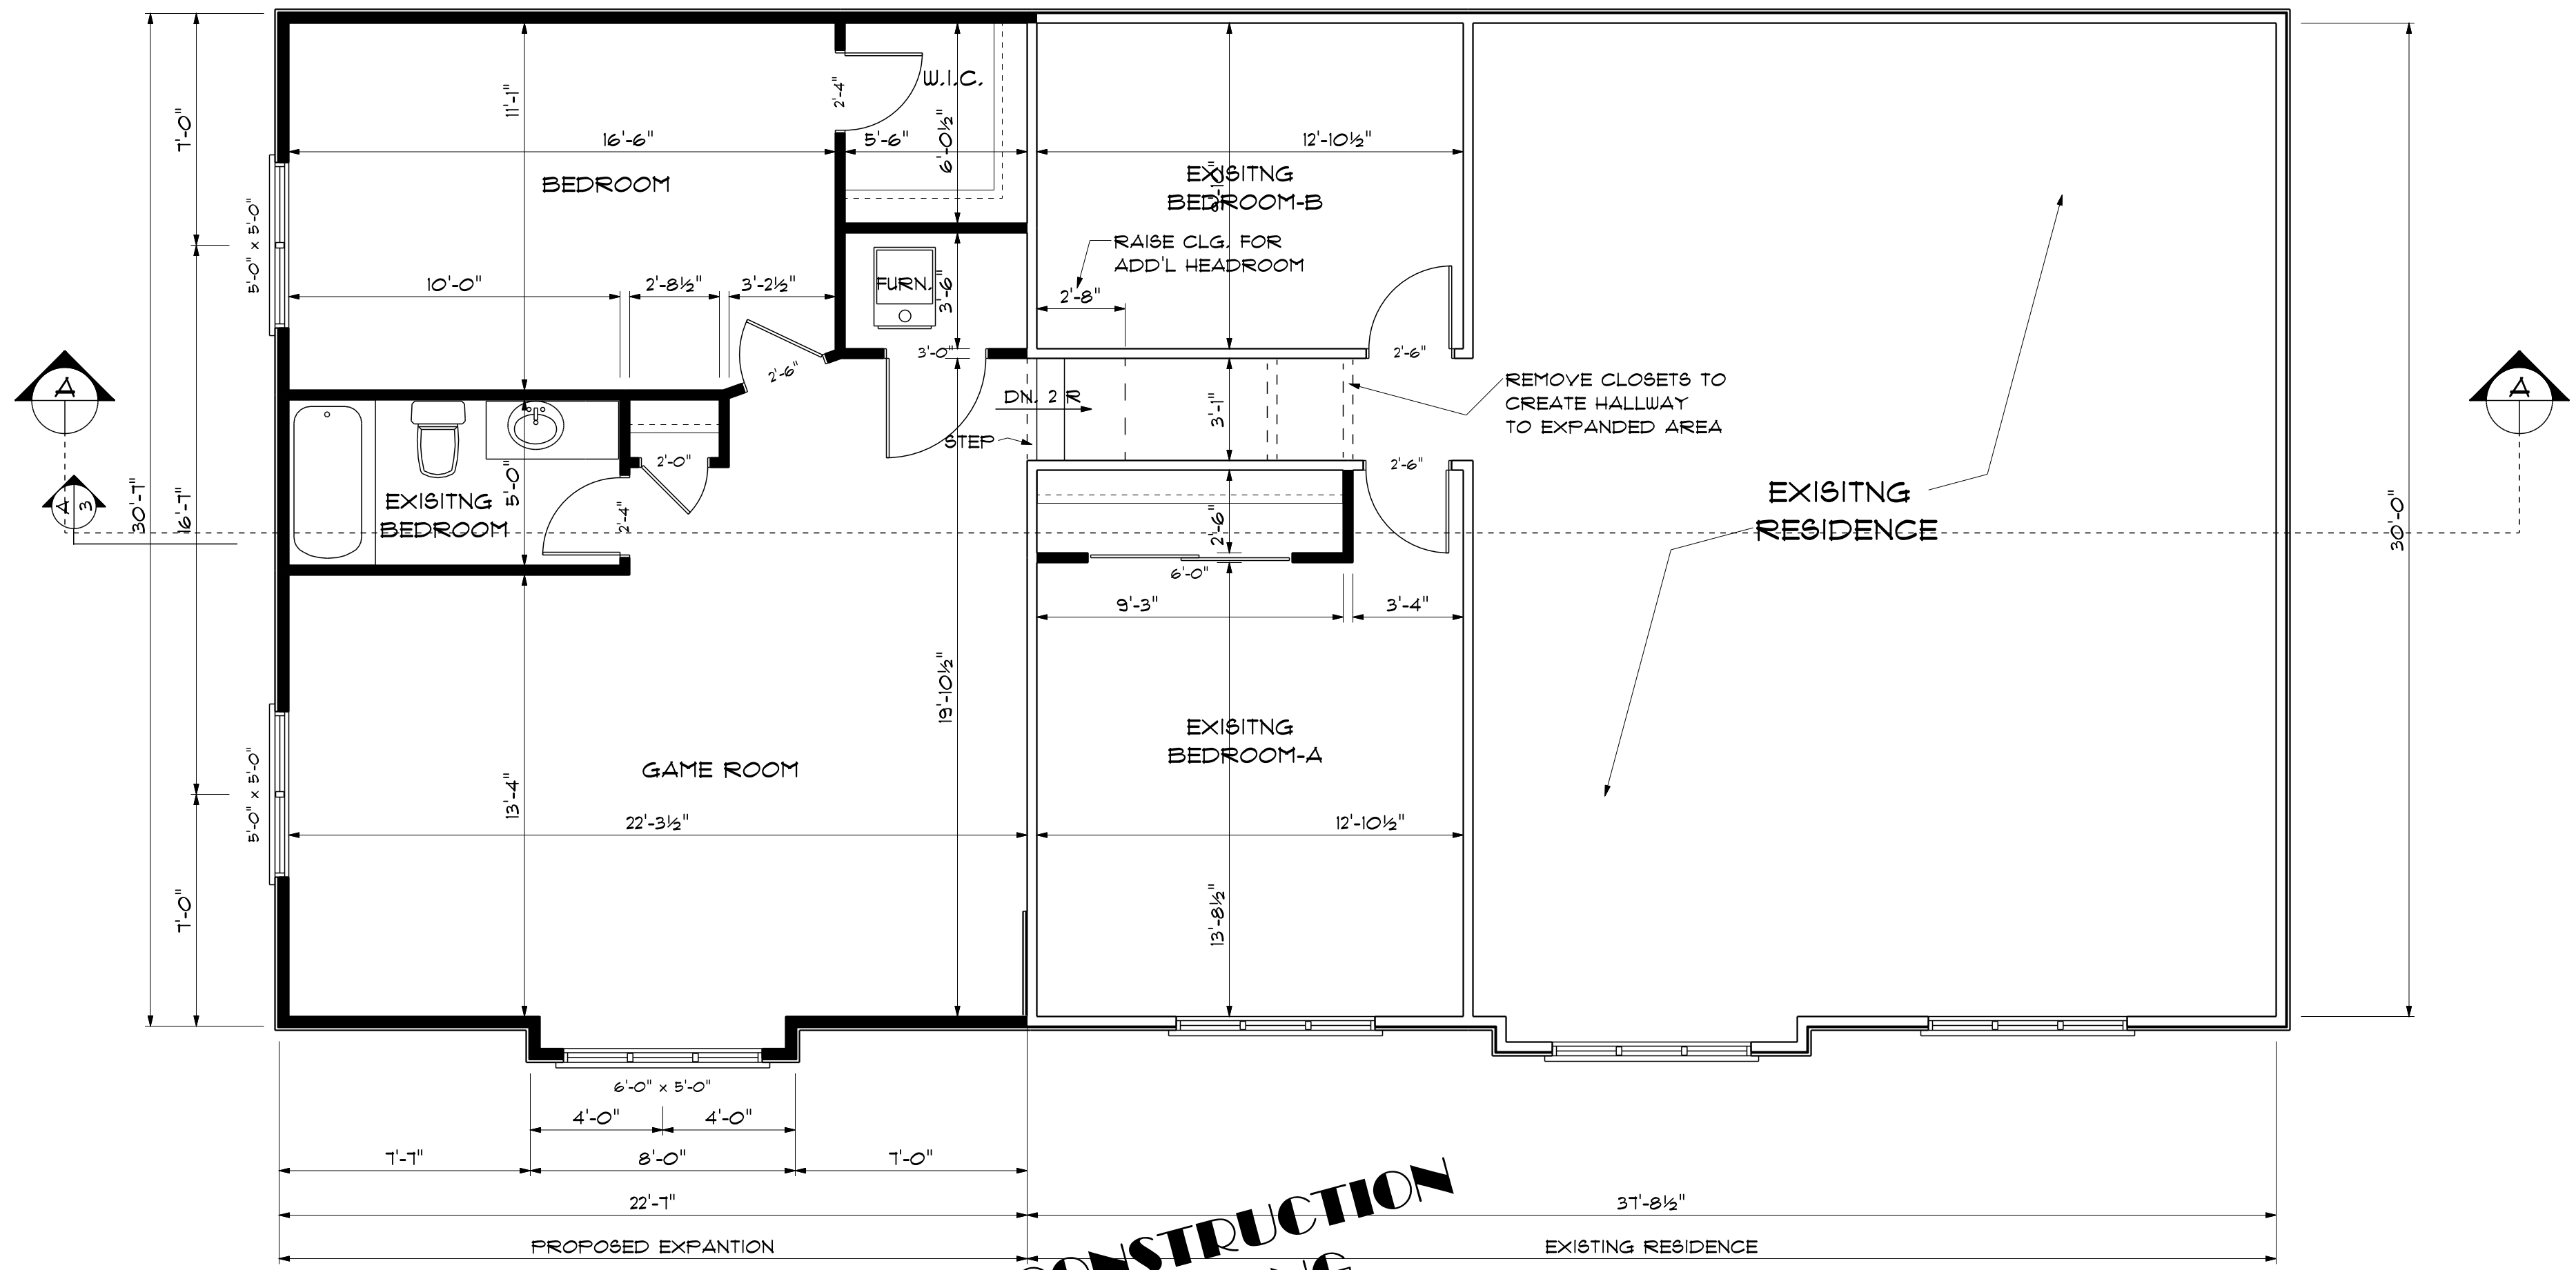 7'-0"
11'-1"
2'-4"
W.I.C.
16'-6"
5'-6"
6'-0½"
12'-10½"
BEDROOM
EXISITNG
BEDROOM-B
5'-0" x 5'-0"
RAISE CLG. FOR
ADD'L HEADROOM
10'-0"
2'-8½"
3'-2½"
FURN.
3'-6"
2'-8"
3'-0"
2'-6"
2'-6"
A
A
REMOVE CLOSETS TO
CREATE HALLWAY
TO EXPANDED AREA
DN. 2 R
3'-1"
STEP
2'-0"
2'-6"
5'-0"
EXISITNG
BEDROOM
2'-4"
A
3
30'-7"
16'-7"
2'-6"
6'-0"
EXISITNG
RESIDENCE
30'-0"
9'-3"
3'-4"
19'-10½"
EXISITNG
BEDROOM-A
GAME ROOM
5'-0" x 5'-0"
13'-4"
22'-3½"
12'-10½"
7'-0"
13'-8½"
6'-0" x 5'-0"
4'-0"
4'-0"
7'-7"
8'-0"
7'-0"
22'-7"
37'-8½"
PROPOSED EXPANTION
EXISTING RESIDENCE